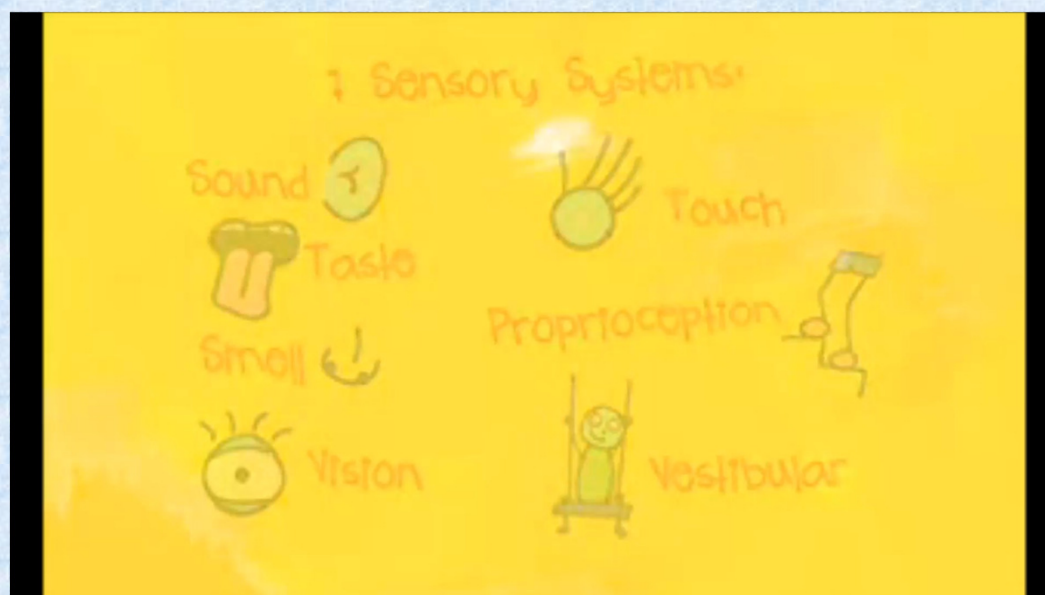 7 Sensory Systems:
Sound
Taste
Smell
Vision
Touch
Proprioception
Vestibular